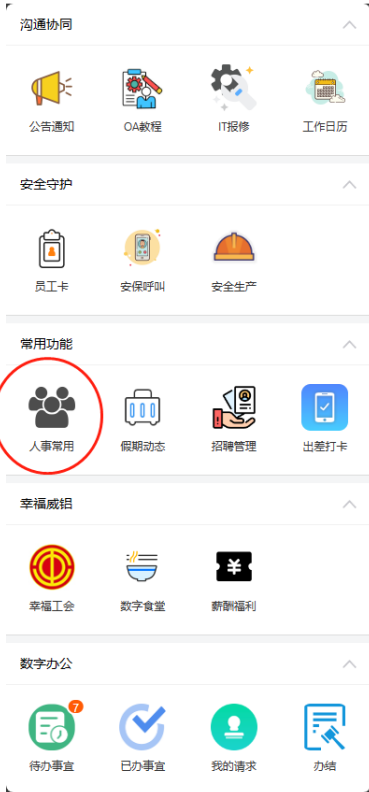 沟通协同
公告通知 OA教程 IT报修 工作日历
安全守护
员工卡 安保呼叫 安全生产
常用功能
人事常用 假期动态 招聘管理 出差打卡
幸福威铝
幸福工会 数字食堂 薪酬福利
数字办公
7
待办事宜 已办事宜 我的请求 办结